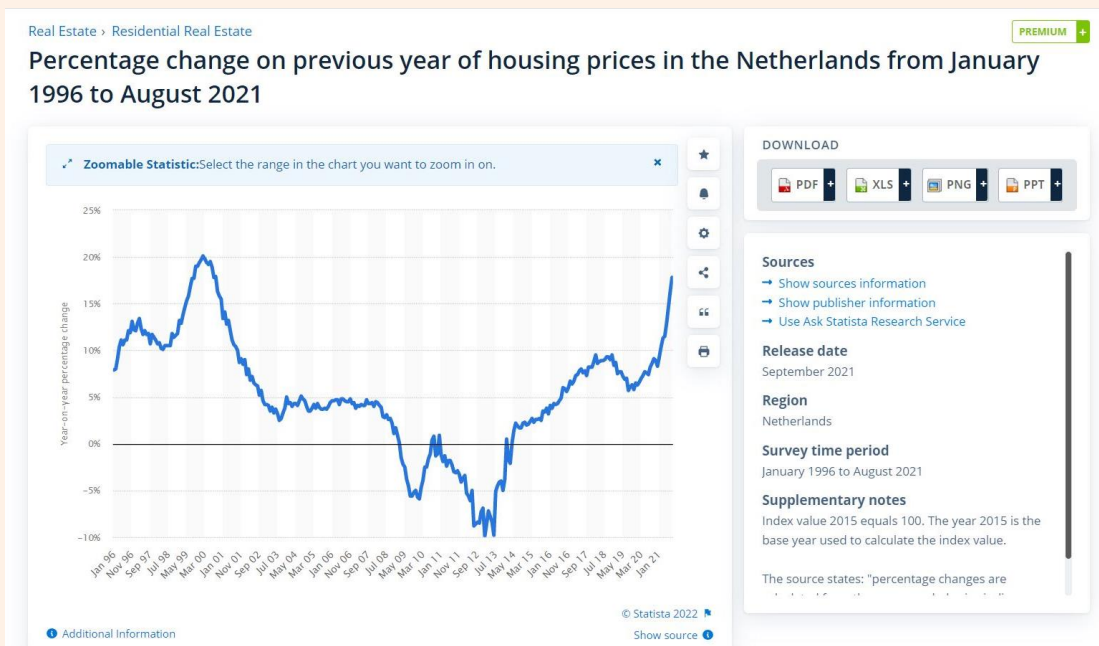 Real Estate › Residential Real Estate
PREMIUM +
Percentage change on previous year of housing prices in the Netherlands from January
1996 to August 2021
Zoomable Statistic:Select the range in the chart you want to zoom in on.
×
25%
20%
15%
10%
5%
0%
-10%
-5%
Year-on-year percentage change
Jan 96
Nov 96
Sep 97
Jul 98
May 99
Mar 00
Jan 01
Nov 01
Sep 02
Jul 03
May 04
Mar 05
Jan 06
Nov 06
Sep 07
Jul 08
May 09
Mar 10
Jan 11
Nov 11
Sep 12
Jul 13
May 14
Mar 15
Jan 16
Nov 16
Sep 17
Jul 18
May 19
Mar 20
Jan 21
© Statista 2022
Additional Information
Show source
DOWNLOAD
PDF +
XLS +
PNG +
PPT +
Sources
Show sources information
Show publisher information
Use Ask Statista Research Service
Release date
September 2021
Region
Netherlands
Survey time period
January 1996 to August 2021
Supplementary notes
Index value 2015 equals 100. The year 2015 is the
base year used to calculate the index value.
The source states: "percentage changes are